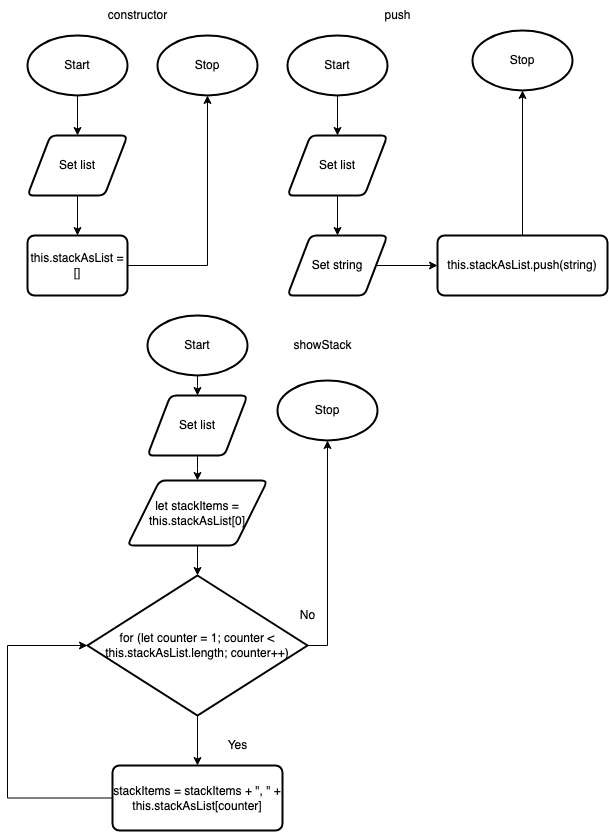 constructor
Start
Stop
Set list
this.stackAsList =
[]
push
Start
Stop
Set list
Set string
this.stackAsList.push(string)
showStack
Start
Stop
Set list
let stackItems =
this.stackAsList[0]
for (let counter = 1; counter <
this.stackAsList.length; counter++)
No
Yes
stackItems = stackItems + ", " +
this.stackAsList[counter]